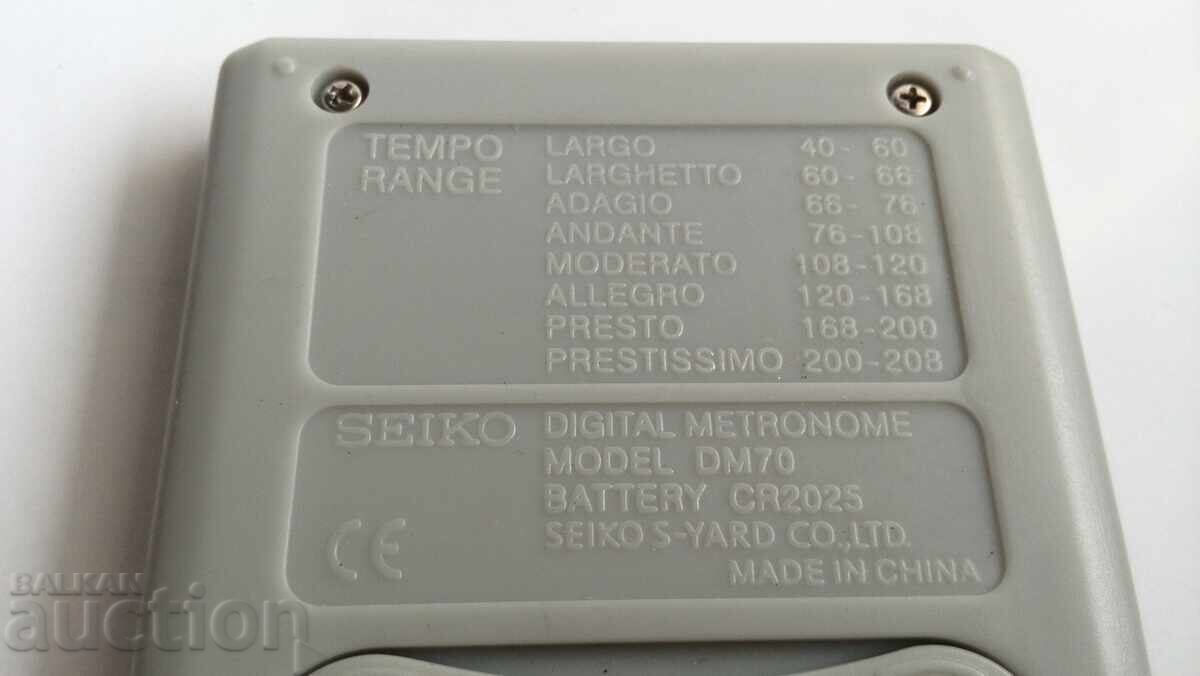 TEMPO RANGE
LARGO 40- 60
LARGHETTO 60- 66
ADAGIO 66- 76
ANDANTE 76-108
MODERATO 108-120
ALLEGRO 120-168
PRESTO 168-200
PRESTISSIMO 200-208
SEIKO DIGITAL METRONOME
MODEL DM70
BATTERY CR2025
SEIKO S-YARD CO.,LTD.
CE MADE IN CHINA
BALKAN
auction